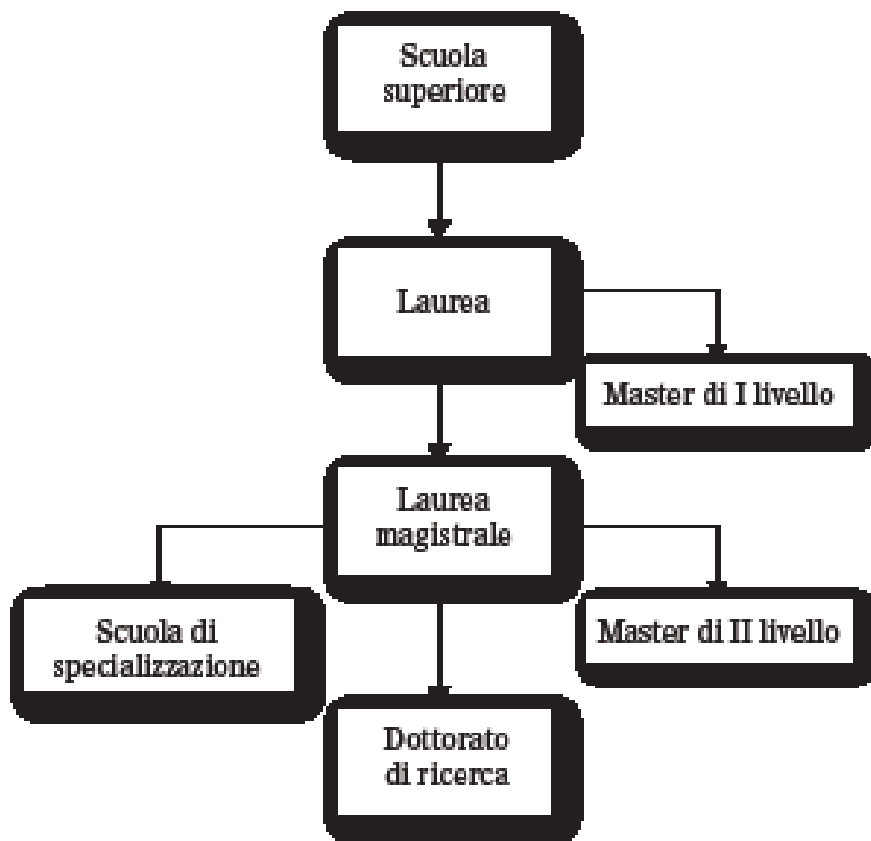 Scuola
superiore
Laurea
Master di I livello
Laurea
magistrale
Scuola di
specializzazione
Master di II livello
Dottorato
di ricerca